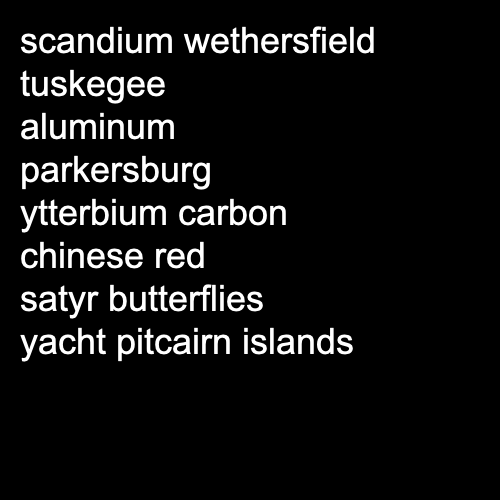 scandium wethersfield
tuskegee
aluminum
parkersburg
ytterbium carbon
chinese red
satyr butterflies
yacht pitcairn islands